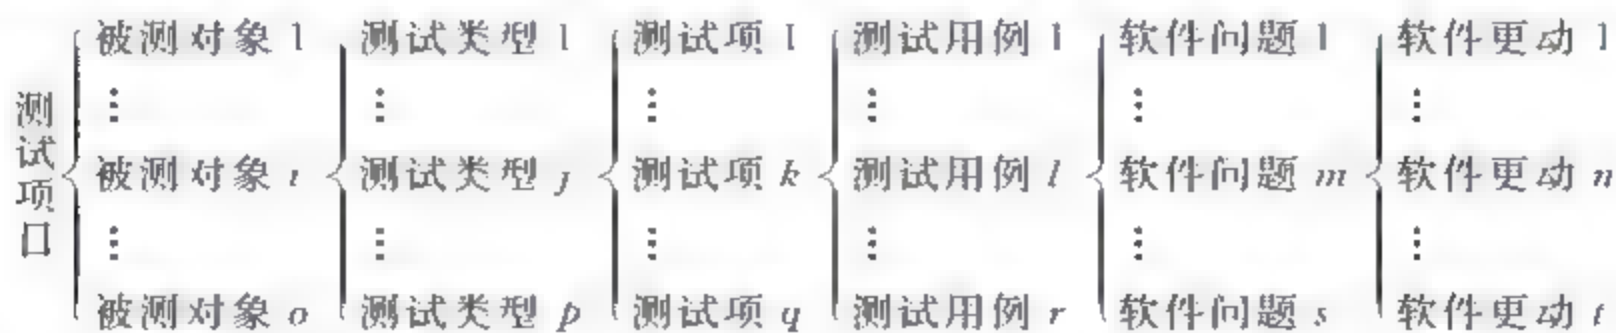 测试项目
被测对象 1 测试类型 1 测试项 1 测试用例 1 软件问题 1 软件更动 1
⋮ ⋮ ⋮ ⋮ ⋮ ⋮
被测对象 i 测试类型 j 测试项 k 测试用例 l 软件问题 m 软件更动 n
⋮ ⋮ ⋮ ⋮ ⋮ ⋮
被测对象 o 测试类型 p 测试项 q 测试用例 r 软件问题 s 软件更动 t